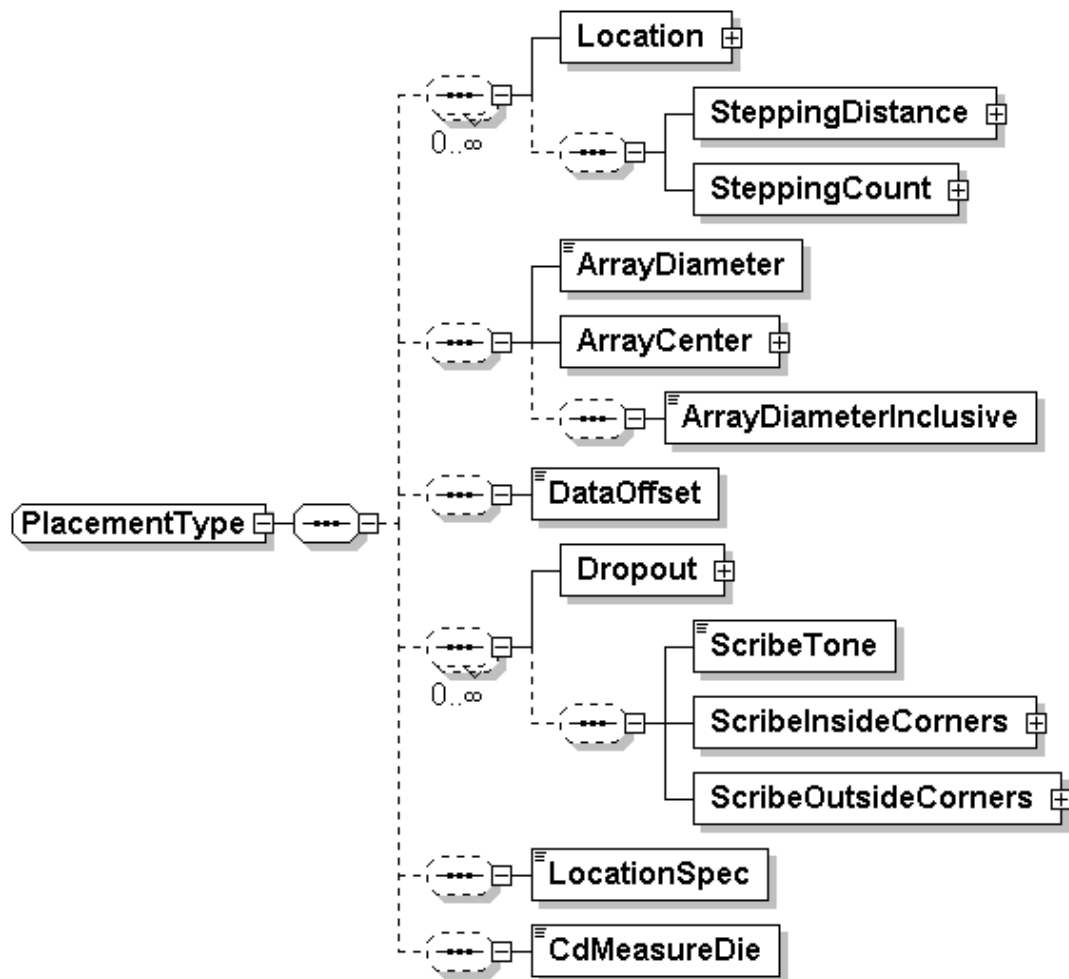 Location
0..∞
SteppingDistance
SteppingCount
ArrayDiameter
ArrayCenter
ArrayDiameterInclusive
DataOffset
PlacementType
Dropout
0..∞
ScribeTone
ScribeInsideCorners
ScribeOutsideCorners
LocationSpec
CdMeasureDie